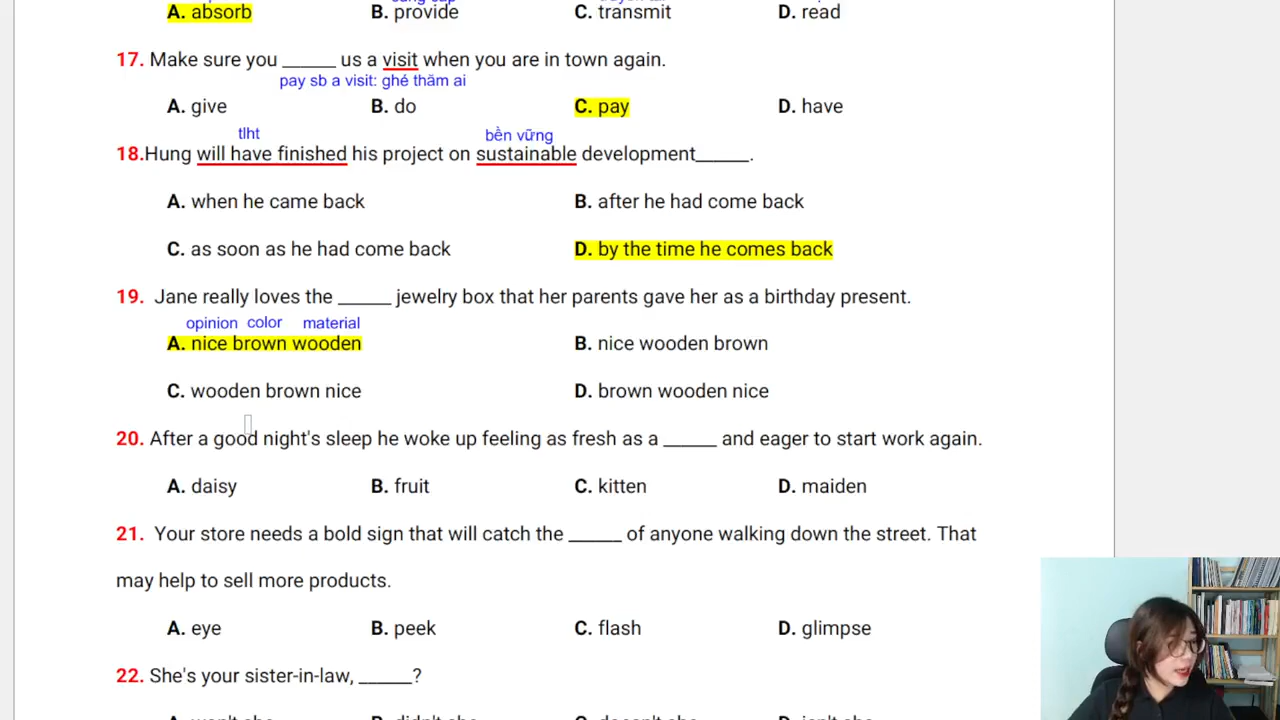 A. absorb B. provide C. transmit D. read
17. Make sure you ______ us a visit when you are in town again.
pay sb a visit: ghé thăm ai
A. give B. do C. pay D. have
tlht bền vững
18.Hung will have finished his project on sustainable development______.
A. when he came back B. after he had come back
C. as soon as he had come back D. by the time he comes back
19. Jane really loves the ______ jewelry box that her parents gave her as a birthday present.
opinion color material
A. nice brown wooden B. nice wooden brown
C. wooden brown nice D. brown wooden nice
20. After a good night's sleep he woke up feeling as fresh as a ______ and eager to start work again.
A. daisy B. fruit C. kitten D. maiden
21. Your store needs a bold sign that will catch the ______ of anyone walking down the street. That
may help to sell more products.
A. eye B. peek C. flash D. glimpse
22. She's your sister-in-law, ______?